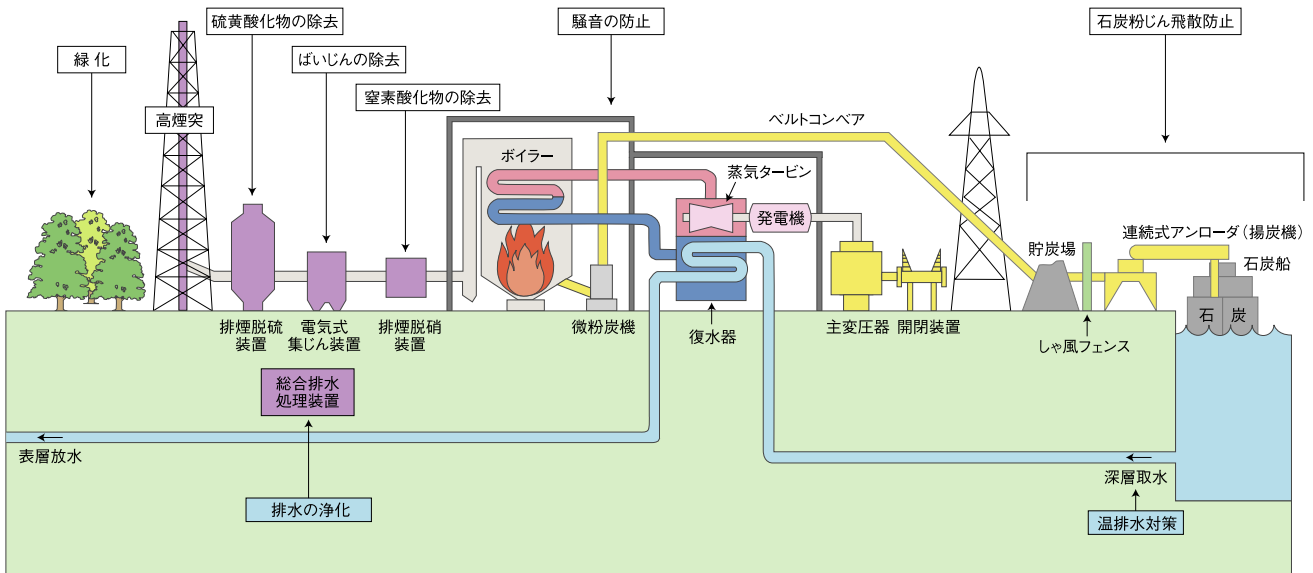 硫黄酸化物の除去
騒音の防止
石炭粉じん飛散防止
緑化
ばいじんの除去
窒素酸化物の除去
高煙突
ベルトコンベア
ボイラー
蒸気タービン
発電機
連続式アンローダ(揚炭機)
貯炭場
石炭船
石 炭
排煙脱硫
装置
電気式
集じん装置
排煙脱硝
装置
微粉炭機
復水器
主変圧器
開閉装置
しゃ風フェンス
総合排水
処理装置
表層放水
深層取水
排水の浄化
温排水対策